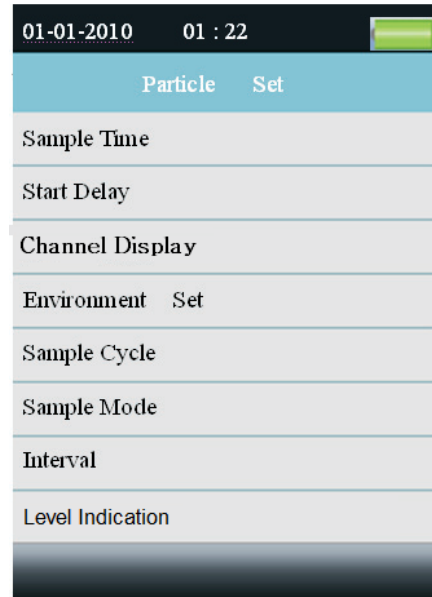 01-01-2010 01 : 22
Particle Set
Sample Time
Start Delay
Channel Display
Environment Set
Sample Cycle
Sample Mode
Interval
Level Indication